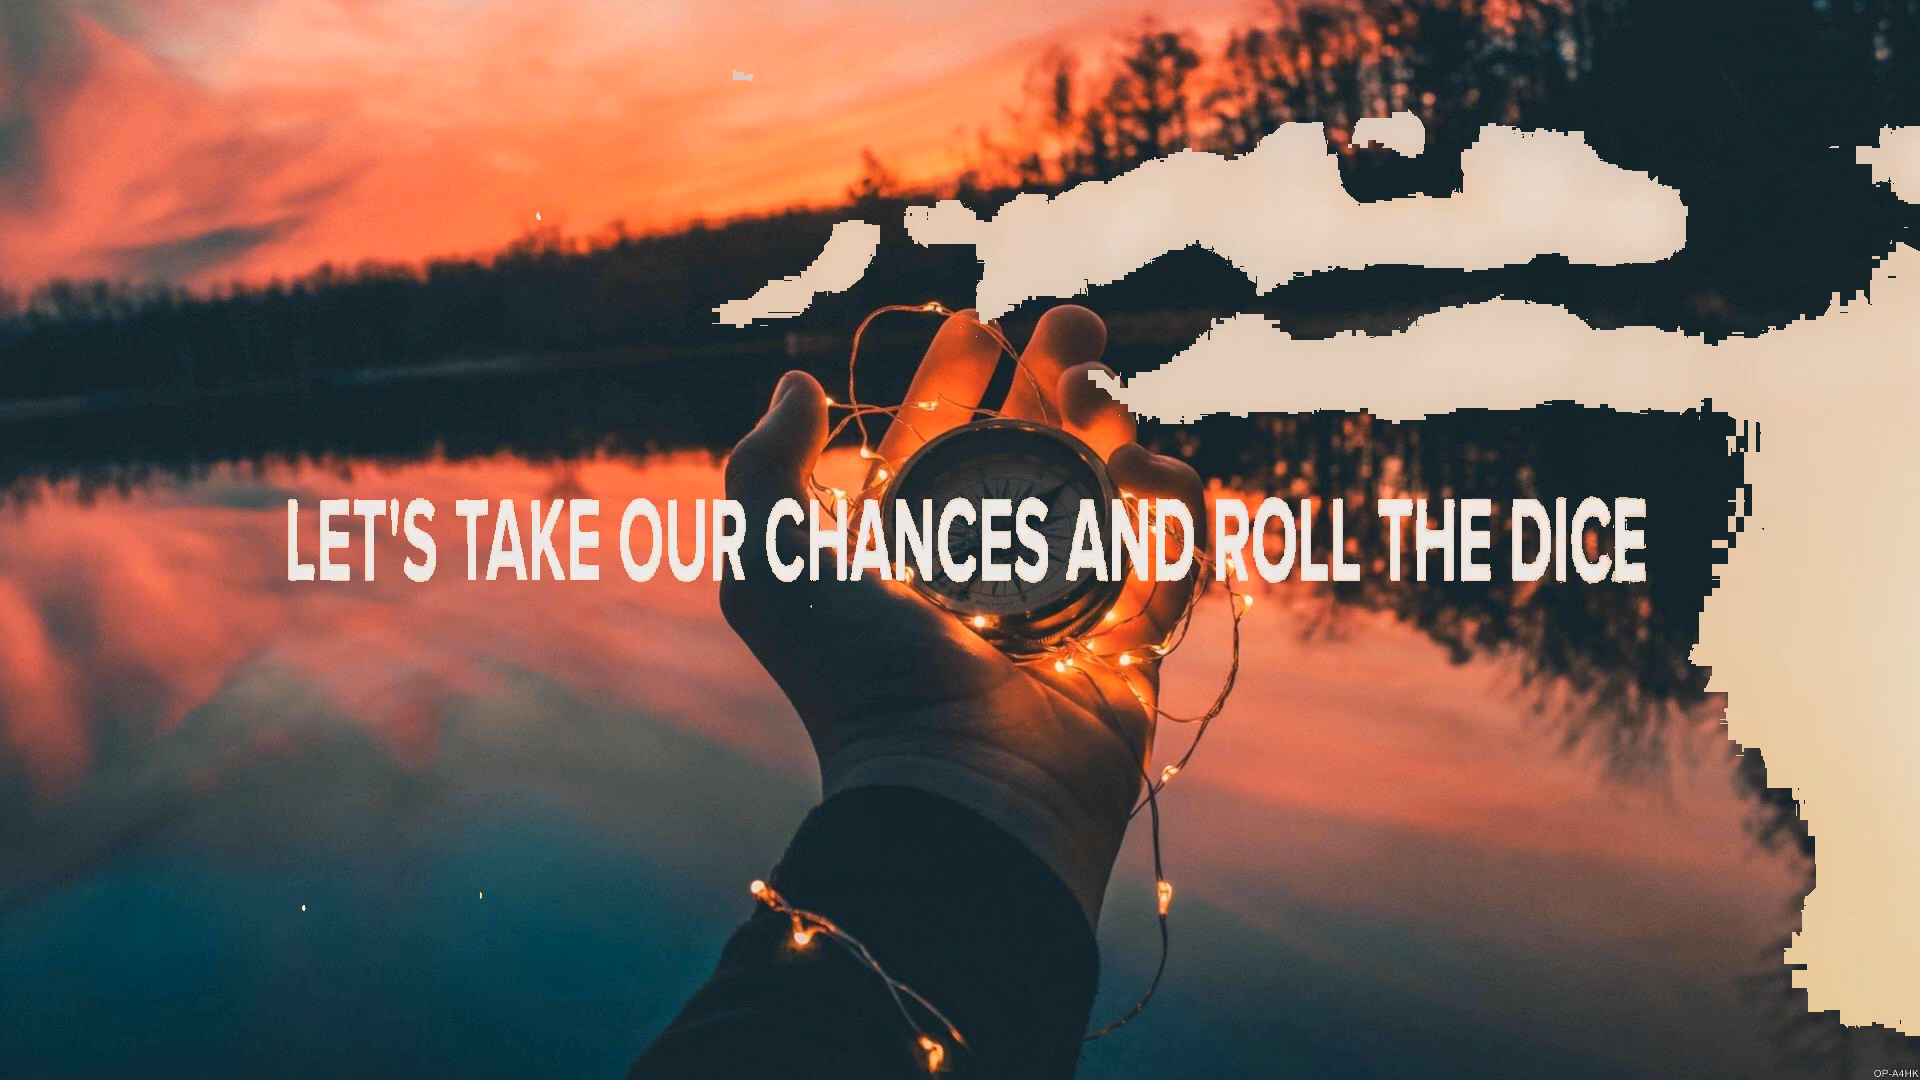 LET'S TAKE OUR CHANCES AND ROLL THE DICE
OP-A4HK